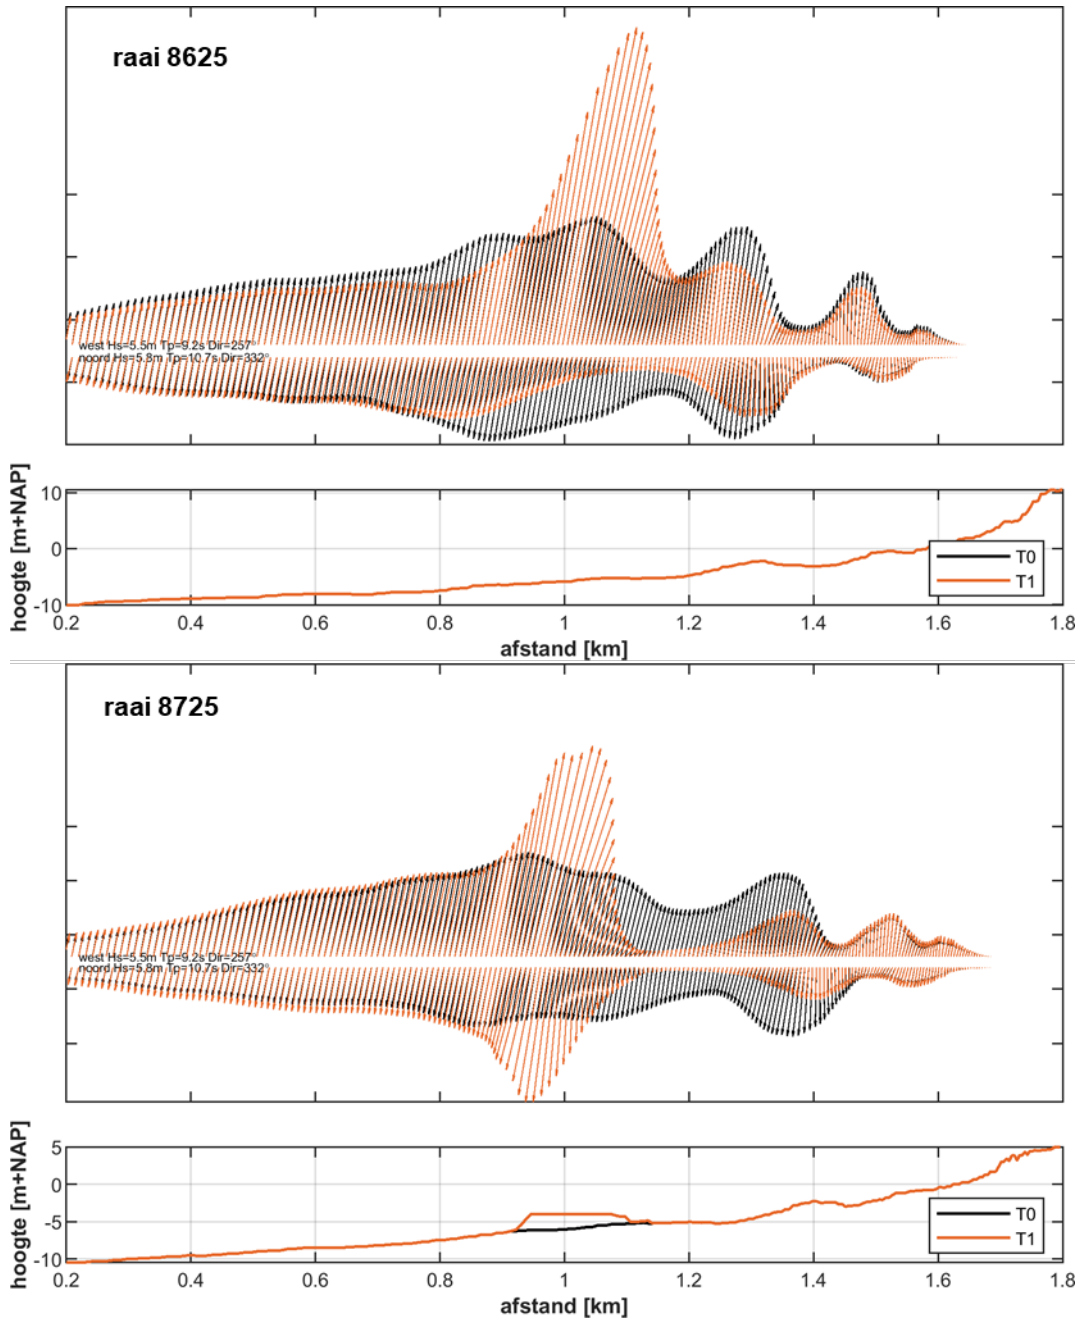 raai 8625
west Hs=5.5m Tp=9.2s Dir=257°
noord Hs=5.8m Tp=10.7s Dir=332°
hoogte [m+NAP]
10
0
-10
T0
T1
0.2 0.4 0.6 0.8 1 1.2 1.4 1.6 1.8
afstand [km]
raai 8725
west Hs=5.5m Tp=9.2s Dir=257°
noord Hs=5.8m Tp=10.7s Dir=332°
hoogte [m+NAP]
5
0
-5
-10
T0
T1
0.2 0.4 0.6 0.8 1 1.2 1.4 1.6 1.8
afstand [km]